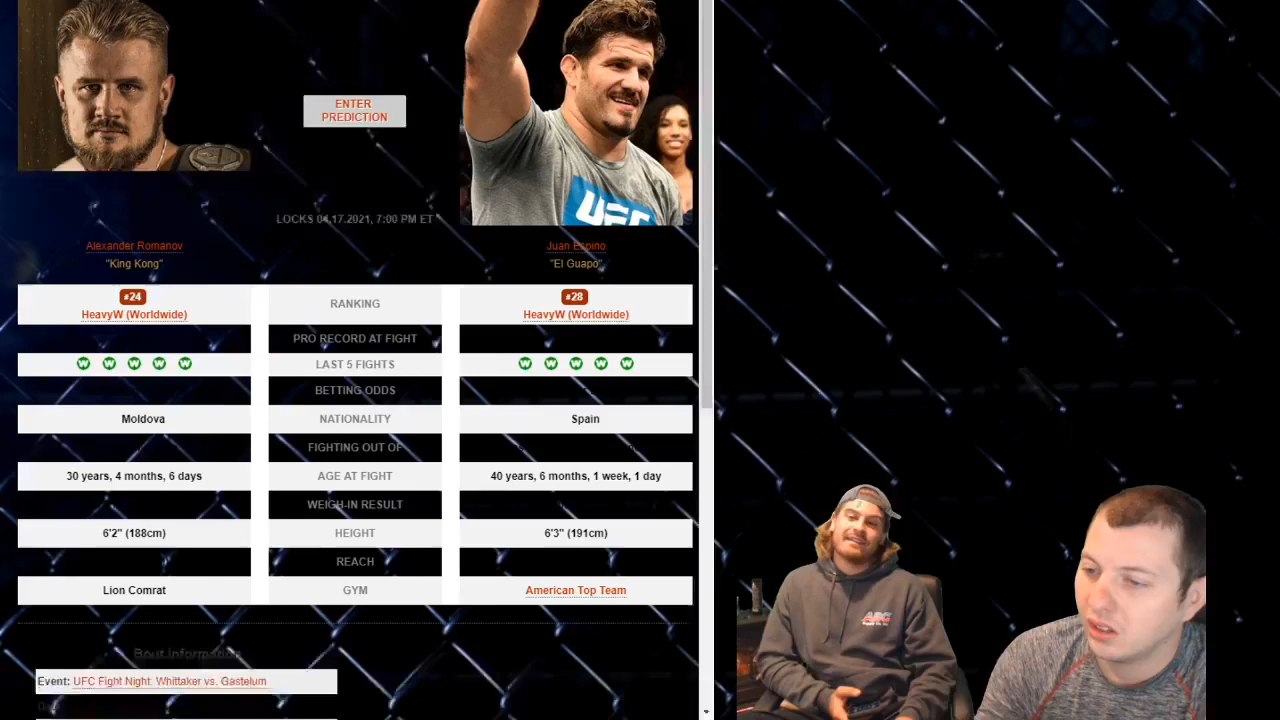 ENTER
PREDICTION
UFC
LOCKS 04.17.2021, 7:00 PM ET
Alexander Romanov
Juan Espino
"King Kong"
"El Guapo"
#24
HeavyW (Worldwide)
RANKING
#28
HeavyW (Worldwide)
PRO RECORD AT FIGHT
W W W W W
LAST 5 FIGHTS
W W W W W
BETTING ODDS
Moldova
NATIONALITY
Spain
FIGHTING OUT OF
30 years, 4 months, 6 days
AGE AT FIGHT
40 years, 6 months, 1 week, 1 day
WEIGH-IN RESULT
6'2" (188cm)
HEIGHT
6'3" (191cm)
REACH
Lion Comrat
GYM
American Top Team
Bout Information
Event: UFC Fight Night: Whittaker vs. Gastelum